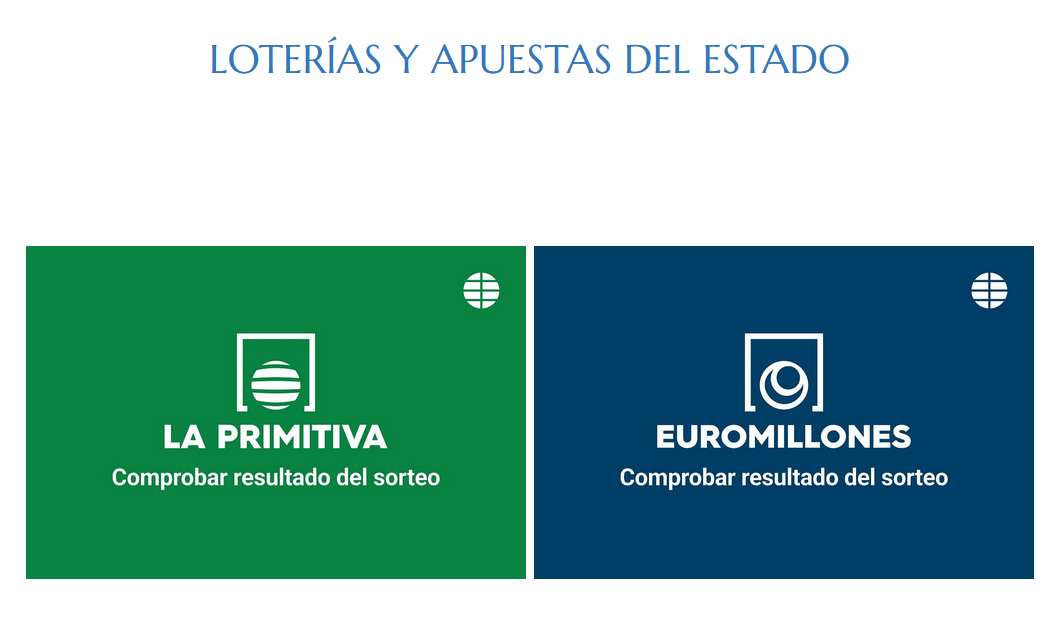 LOTERÍAS Y APUESTAS DEL ESTADO
LA PRIMITIVA
Comprobar resultado del sorteo
EUROMILLONES
Comprobar resultado del sorteo